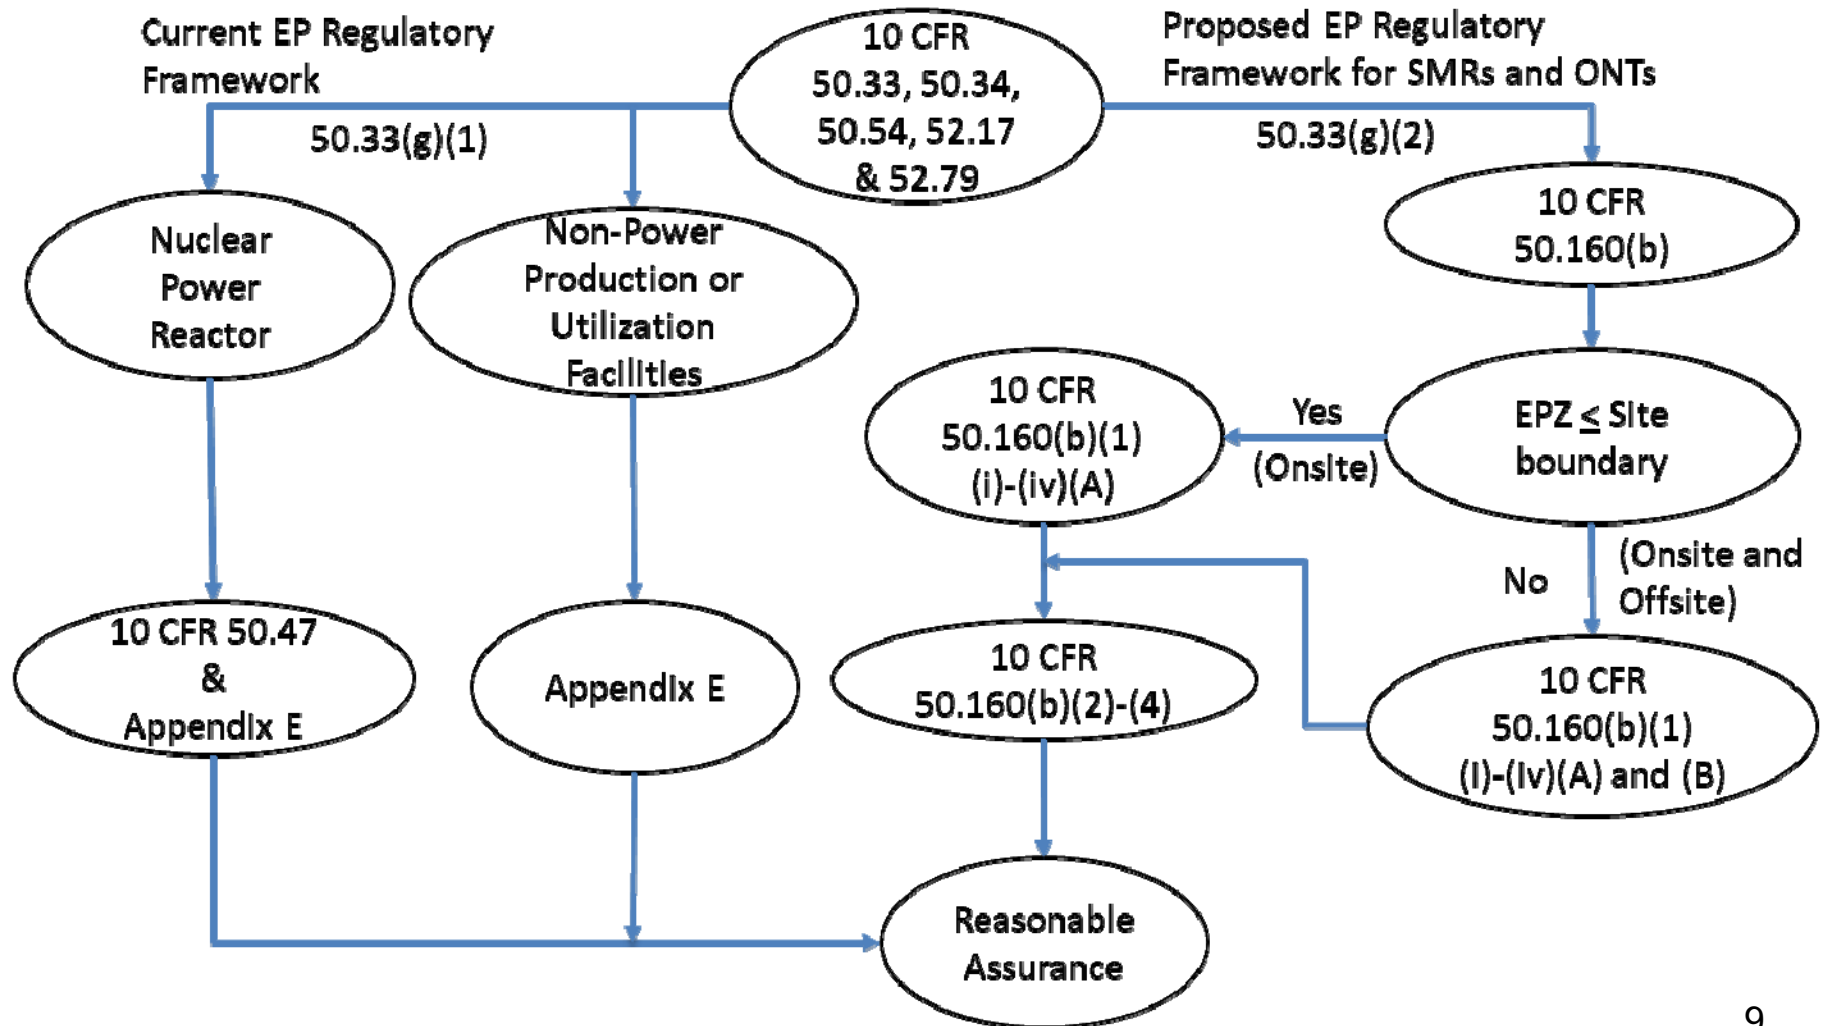 Current EP Regulatory
Framework
50.33(g)(1)
10 CFR
50.33, 50.34,
50.54, 52.17
& 52.79
Proposed EP Regulatory
Framework for SMRs and ONTs
50.33(g)(2)
Nuclear
Power
Reactor
Non-Power
Production or
Utilization
Facilities
10 CFR
50.160(b)
10 CFR
50.160(b)(1)
(i)-(iv)(A)
Yes
(Onsite)
EPZ ≤ Site
boundary
No
(Onsite and
Offsite)
10 CFR 50.47
&
Appendix E
Appendix E
10 CFR
50.160(b)(2)-(4)
10 CFR
50.160(b)(1)
(i)-(iv)(A) and (B)
Reasonable
Assurance
9